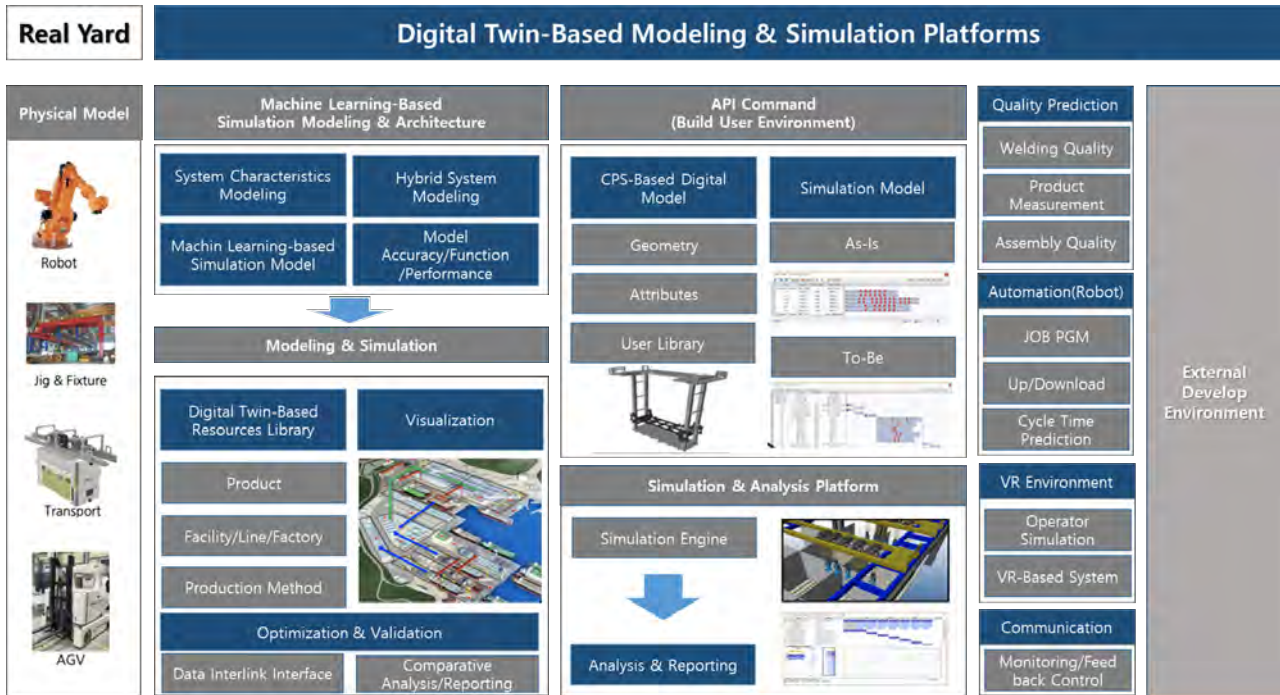 Real Yard
Digital Twin-Based Modeling & Simulation Platforms
Physical Model
Robot
Jig & Fixture
Transport
AGV
Machine Learning-Based
Simulation Modeling & Architecture
System Characteristics
Modeling
Hybrid System
Modeling
Machin Learning-based
Simulation Model
Model
Accuracy/Function
/Performance
Modeling & Simulation
Digital Twin-Based
Resources Library
Visualization
Product
Facility/Line/Factory
Production Method
Optimization & Validation
Data Interlink Interface
Comparative
Analysis/Reporting
API Command
(Build User Environment)
CPS-Based Digital
Model
Simulation Model
Geometry
As-Is
Attributes
User Library
To-Be
Simulation & Analysis Platform
Simulation Engine
Analysis & Reporting
Quality Prediction
Welding Quality
Product
Measurement
Assembly Quality
Automation(Robot)
JOB PGM
Up/Download
Cycle Time
Prediction
VR Environment
Operator
Simulation
VR-Based System
Communication
Monitoring/Feed
back Control
External
Develop
Environment